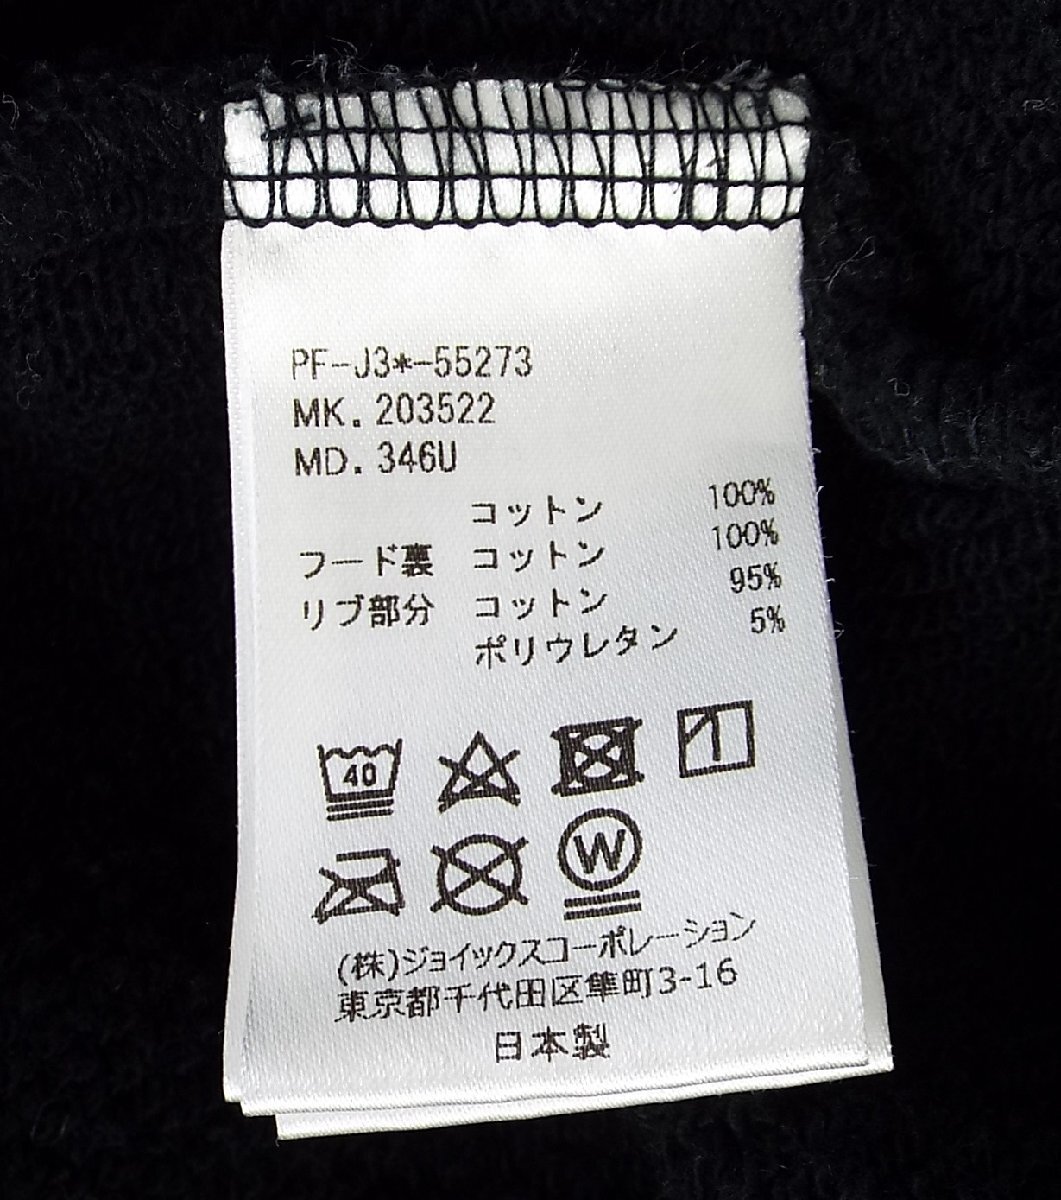 PF-J3*-55273
MK. 203522
MD. 346U
コットン 100%
フード裏 コットン 100%
リブ部分 コットン 95%
ポリウレタン 5%
40
W
(株)ジョイックスコーポレーション
東京都千代田区隼町3-16
日本製